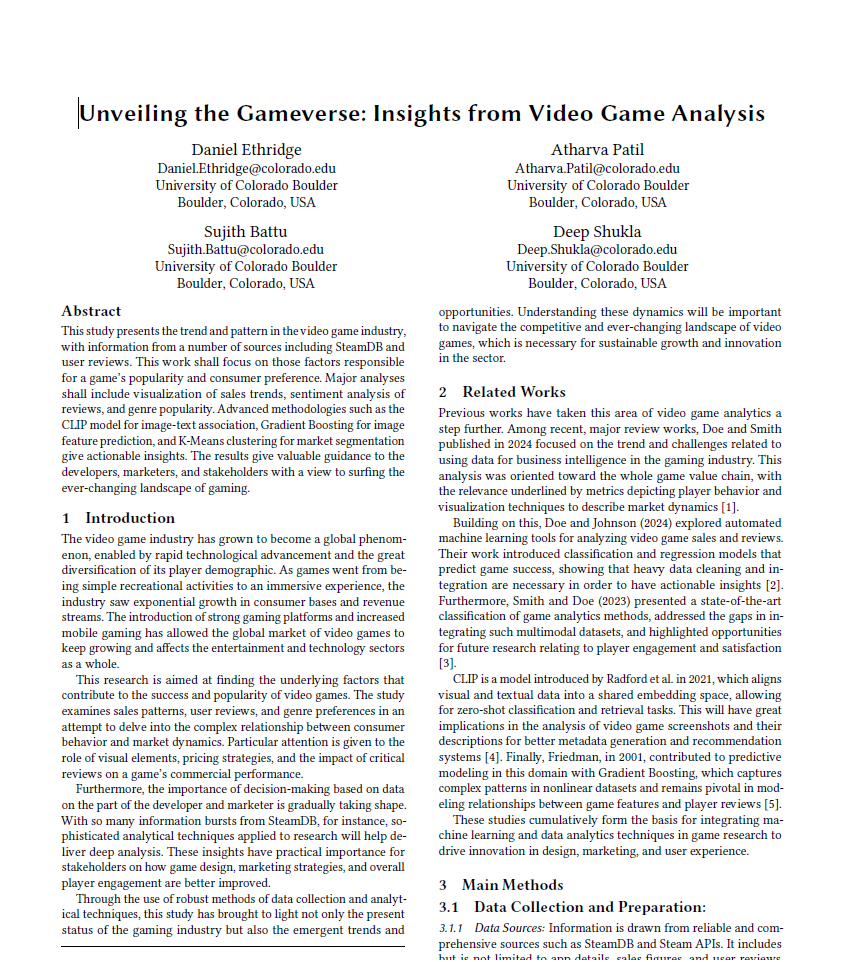 Unveiling the Gameverse: Insights from Video Game Analysis
Daniel Ethridge
Daniel.Ethridge@colorado.edu
University of Colorado Boulder
Boulder, Colorado, USA
Atharva Patil
Atharva.Patil@colorado.edu
University of Colorado Boulder
Boulder, Colorado, USA
Sujith Battu
Sujith.Battu@colorado.edu
University of Colorado Boulder
Boulder, Colorado, USA
Deep Shukla
Deep.Shukla@colorado.edu
University of Colorado Boulder
Boulder, Colorado, USA
Abstract
This study presents the trend and pattern in the video game industry,
with information from a number of sources including SteamDB and
user reviews. This work shall focus on those factors responsible
for a game's popularity and consumer preference. Major analyses
shall include visualization of sales trends, sentiment analysis of
reviews, and genre popularity. Advanced methodologies such as the
CLIP model for image-text association, Gradient Boosting for image
feature prediction, and K-Means clustering for market segmentation
give actionable insights. The results give valuable guidance to the
developers, marketers, and stakeholders with a view to surfing the
ever-changing landscape of gaming.
1 Introduction
The video game industry has grown to become a global phenom-
enon, enabled by rapid technological advancement and the great
diversification of its player demographic. As games went from be-
ing simple recreational activities to an immersive experience, the
industry saw exponential growth in consumer bases and revenue
streams. The introduction of strong gaming platforms and increased
mobile gaming has allowed the global market of video games to
keep growing and affects the entertainment and technology sectors
as a whole.
This research is aimed at finding the underlying factors that
contribute to the success and popularity of video games. The study
examines sales patterns, user reviews, and genre preferences in an
attempt to delve into the complex relationship between consumer
behavior and market dynamics. Particular attention is given to the
role of visual elements, pricing strategies, and the impact of critical
reviews on a game's commercial performance.
Furthermore, the importance of decision-making based on data
on the part of the developer and marketer is gradually taking shape.
With so many information bursts from SteamDB, for instance, so-
phisticated analytical techniques applied to research will help de-
liver deep analysis. These insights have practical importance for
stakeholders on how game design, marketing strategies, and overall
player engagement are better improved.
Through the use of robust methods of data collection and analyt-
ical techniques, this study has brought to light not only the present
status of the gaming industry but also the emergent trends and
opportunities. Understanding these dynamics will be important
to navigate the competitive and ever-changing landscape of video
games, which is necessary for sustainable growth and innovation
in the sector.
2 Related Works
Previous works have taken this area of video game analytics a
step further. Among recent, major review works, Doe and Smith
published in 2024 focused on the trend and challenges related to
using data for business intelligence in the gaming industry. This
analysis was oriented toward the whole game value chain, with
the relevance underlined by metrics depicting player behavior and
visualization techniques to describe market dynamics [1].
Building on this, Doe and Johnson (2024) explored automated
machine learning tools for analyzing video game sales and reviews.
Their work introduced classification and regression models that
predict game success, showing that heavy data cleaning and in-
tegration are necessary in order to have actionable insights [2].
Furthermore, Smith and Doe (2023) presented a state-of-the-art
classification of game analytics methods, addressed the gaps in in-
tegrating such multimodal datasets, and highlighted opportunities
for future research relating to player engagement and satisfaction
[3].
CLIP is a model introduced by Radford et al. in 2021, which aligns
visual and textual data into a shared embedding space, allowing
for zero-shot classification and retrieval tasks. This will have great
implications in the analysis of video game screenshots and their
descriptions for better metadata generation and recommendation
systems [4]. Finally, Friedman, in 2001, contributed to predictive
modeling in this domain with Gradient Boosting, which captures
complex patterns in nonlinear datasets and remains pivotal in mod-
eling relationships between game features and player reviews [5].
These studies cumulatively form the basis for integrating ma-
chine learning and data analytics techniques in game research to
drive innovation in design, marketing, and user experience.
3 Main Methods
3.1 Data Collection and Preparation:
3.1.1 Data Sources: Information is drawn from reliable and com-
prehensive sources such as SteamDB and Steam APIs. It includes
but is not limited to app details, sales figures, and user reviews,